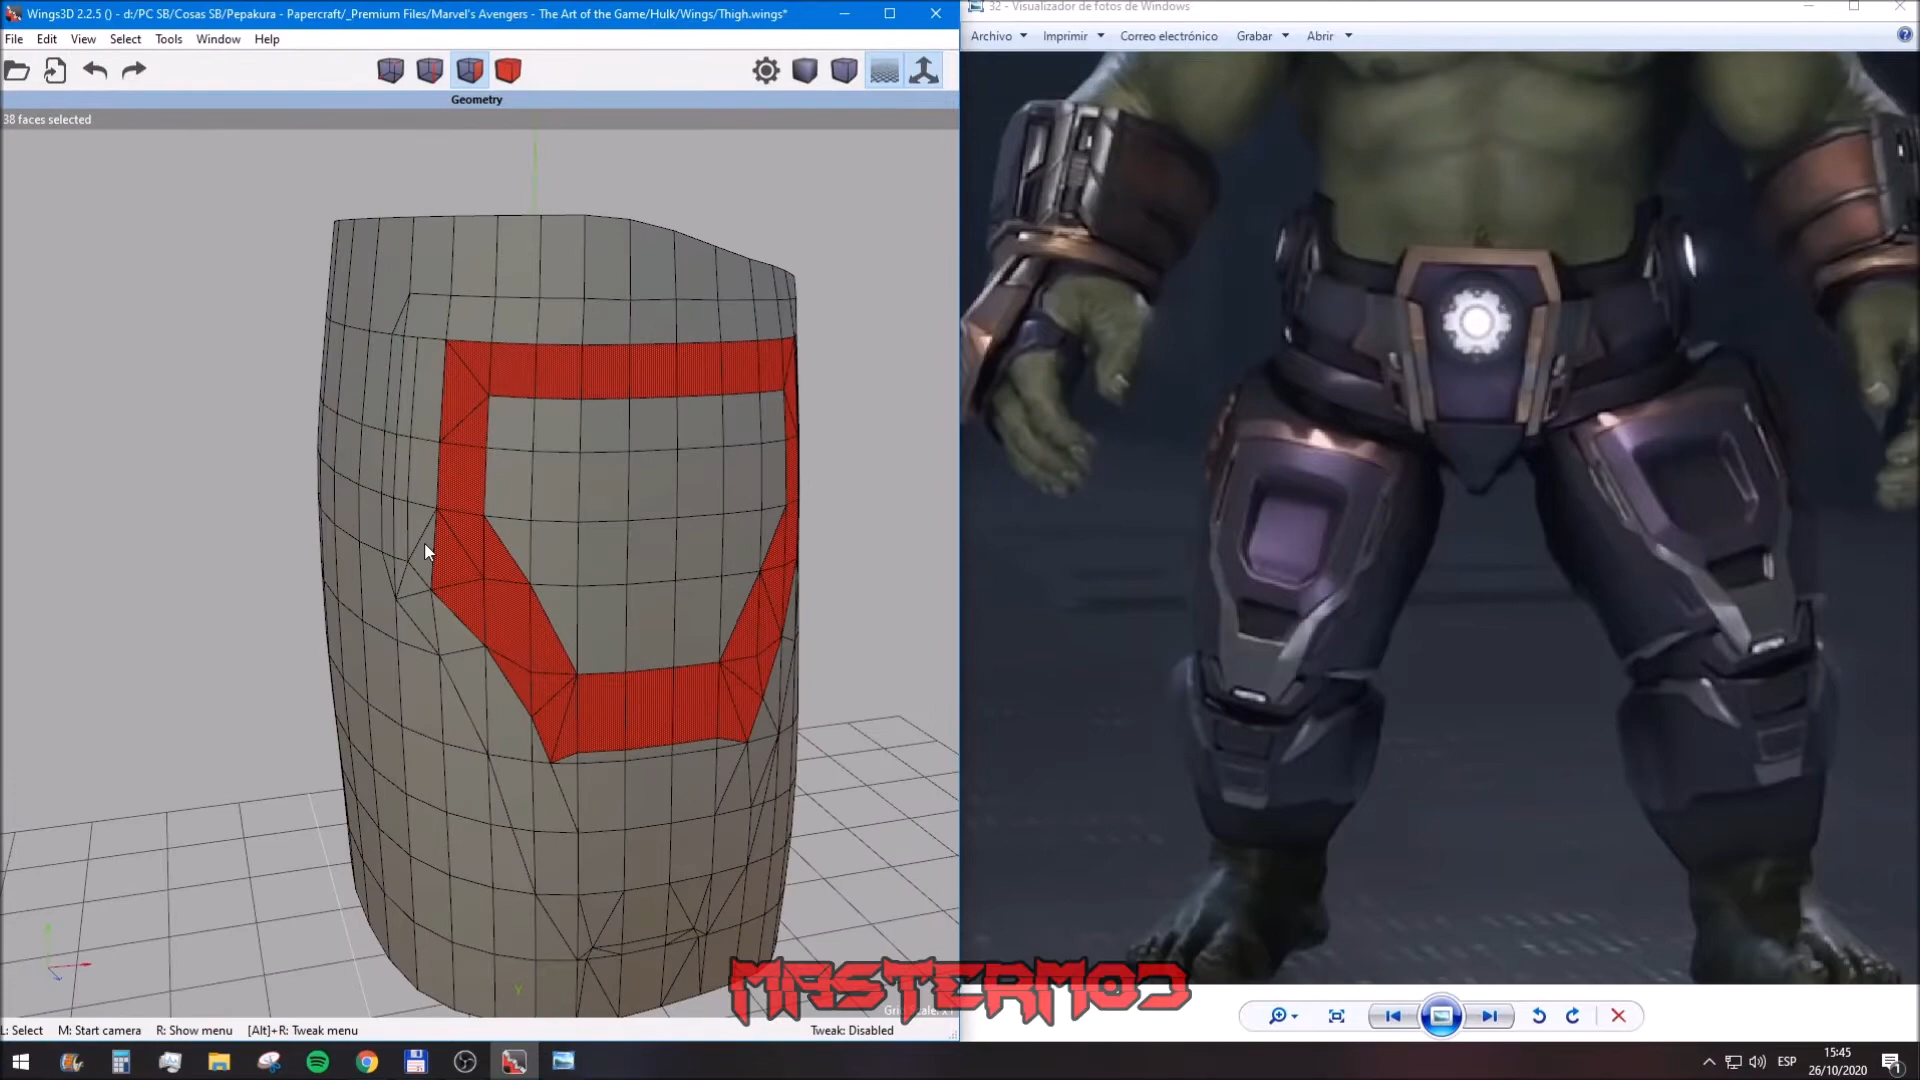 Wings3D 2.2.5 () - d:/PC SB/Cosas SB/Pepakura - Papercraft/_Premium Files/Marvel's Avengers - The Art of the Game/Hulk/Wings/Thigh.wings*
File Edit View Select Tools Window Help
Geometry
38 faces selected
Y
L: Select M: Start camera R: Show menu [Alt]+R: Tweak menu Tweak: Disabled
32 - Visualizador de fotos de Windows
Archivo Imprimir Correo electrónico Grabar Abrir
MASTERMOD
ESP
15:45
26/10/2020
1